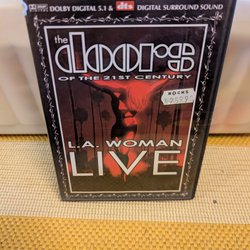 DOLBY DIGITAL 5.1 & dts DIGITAL SURROUND SOUND
the
doors
OF THE 21ST CENTURY
ROCKS
L.A. WOMAN
LIVE